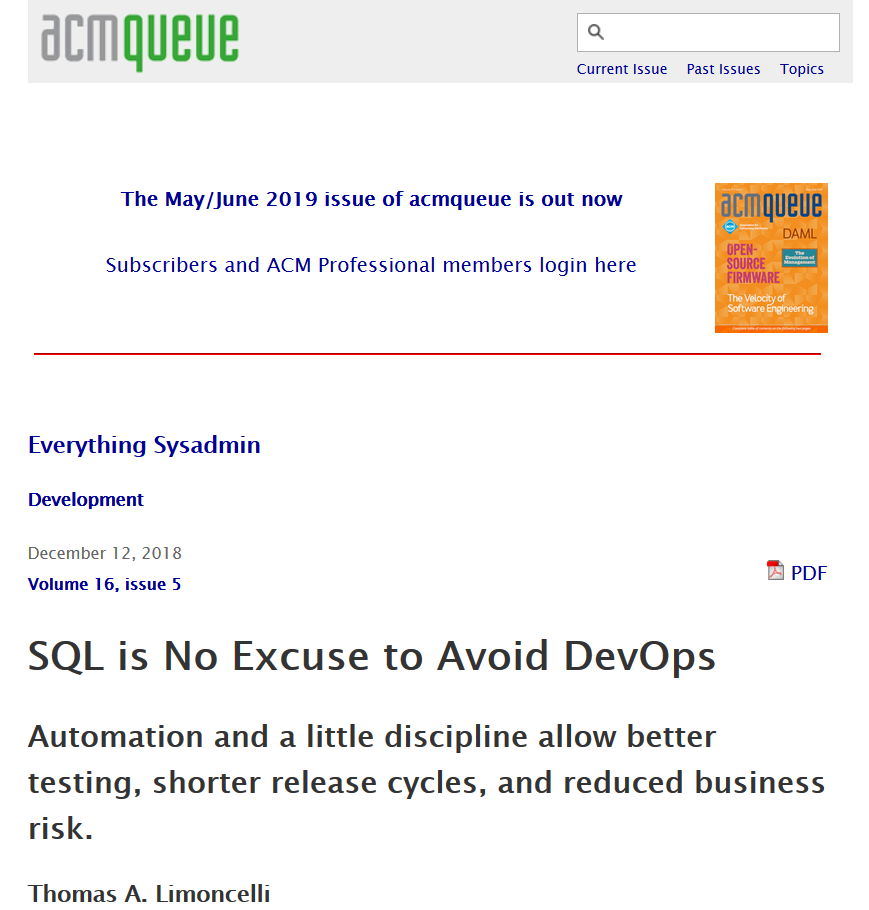 acmqueue
Current Issue Past Issues Topics
The May/June 2019 issue of acmqueue is out now
Subscribers and ACM Professional members login here
acmqueue
DAML
OPEN-
SOURCE
FIRMWARE
The
Evolution of
Management
The Velocity of
Software Engineering
Everything Sysadmin
Development
December 12, 2018
Volume 16, issue 5
PDF
SQL is No Excuse to Avoid DevOps
Automation and a little discipline allow better
testing, shorter release cycles, and reduced business
risk.
Thomas A. Limoncelli